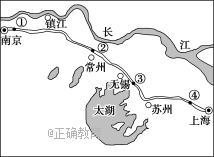 ①
镇江
长
江
南京
②
常州
无锡
③
太湖
苏州
④
上海
@正确教